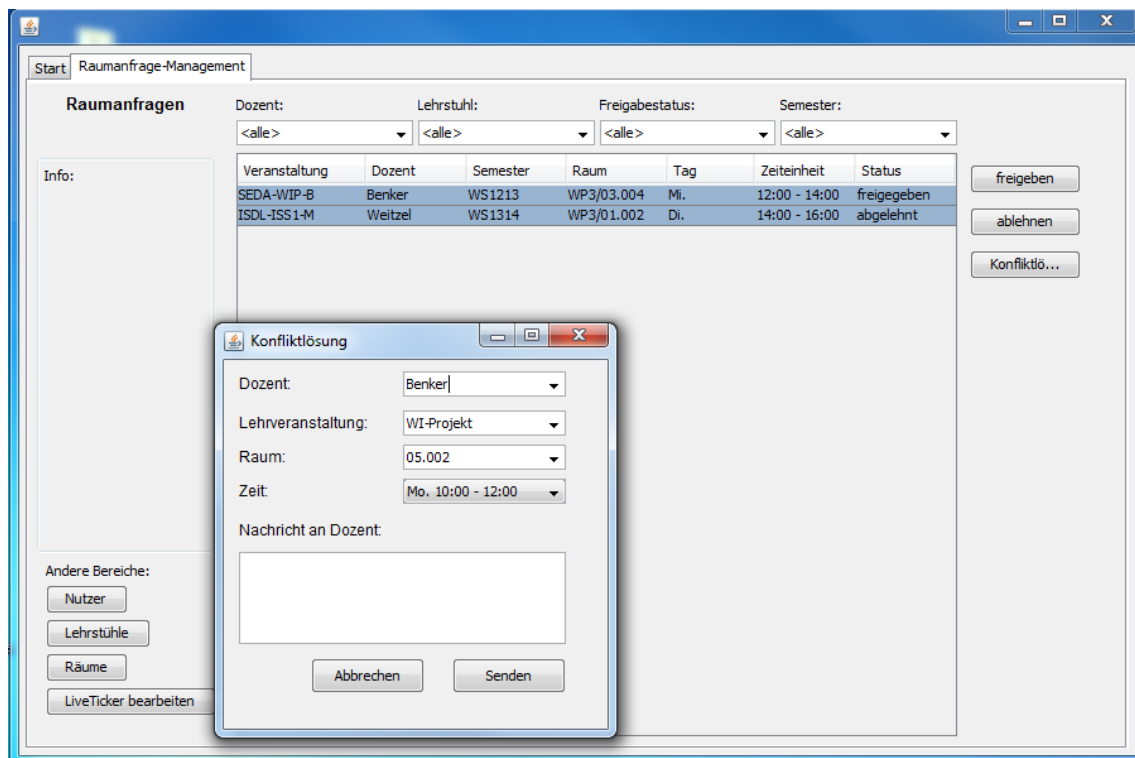 Start Raumanfrage-Management
Raumanfragen
Dozent: Lehrstuhl: Freigabestatus: Semester:
<alle> <alle> <alle> <alle>
Info:
Veranstaltung Dozent Semester Raum Tag Zeiteinheit Status
SEDA-WIP-B Benker WS1213 WP3/03.004 Mi. 12:00 - 14:00 freigegeben
ISDL-ISS1-M Weitzel WS1314 WP3/01.002 Di. 14:00 - 16:00 abgelehnt
freigeben
ablehnen
Konfliktlö...
Konfliktlösung
Dozent: Benker
Lehrveranstaltung: WI-Projekt
Raum: 05.002
Zeit: Mo. 10:00 - 12:00
Nachricht an Dozent:
Abbrechen Senden
Andere Bereiche:
Nutzer
Lehrstühle
Räume
LiveTicker bearbeiten